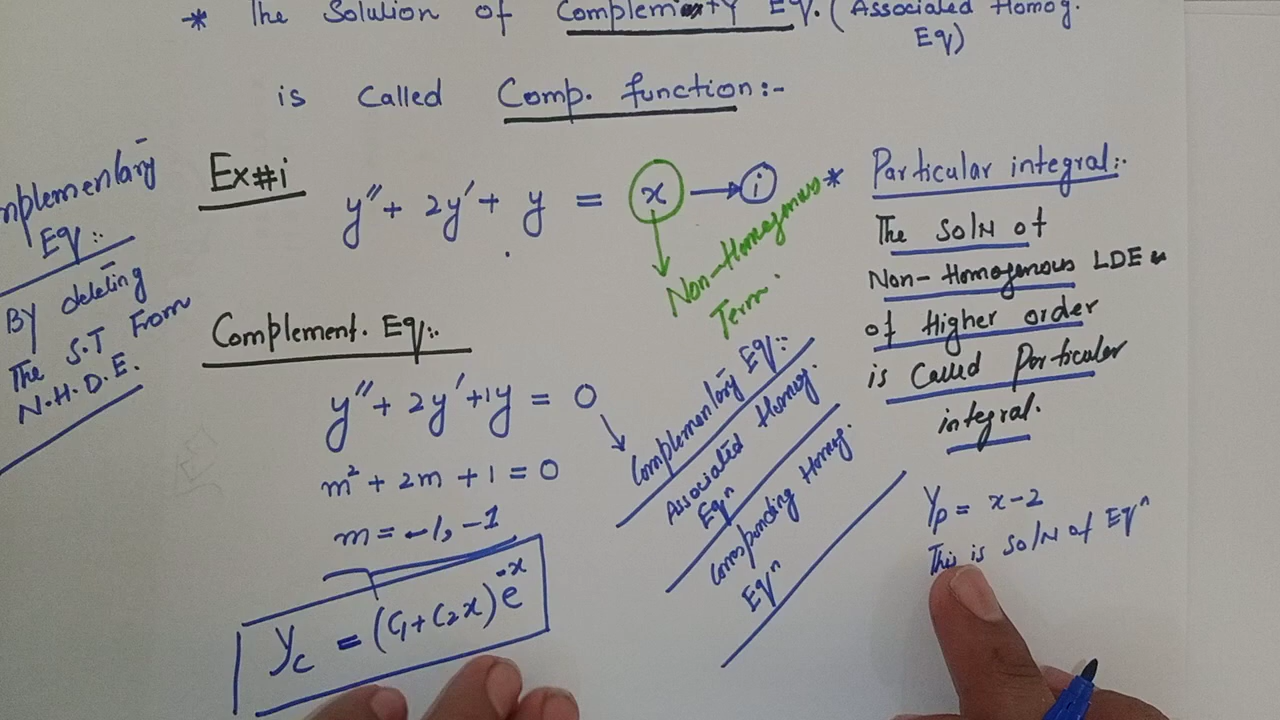 * The Solution of Complementy Eq. (Associated Homog. Eq)
is Called Comp. function:-
mplementary
Eq:.
By deleting
The S.T From
N.H.D.E.
Ex#i
y'' + 2y' + y = x → i
Non-Homogenous
Term.
Complement. Eq:.
y'' + 2y' + 1y = 0
m² + 2m + 1 = 0
m = -1, -1
Yc = (C1 + C2x) e^-x
Complementary Eq:.
Associated Homog.
Eqn
Corresponding Homog.
Eqn
* Particular integral:.
The SolN of
Non-Homogenous LDE
of Higher order
is Called Particular
integral.
Yp = x-2
This is SolN of Eqn